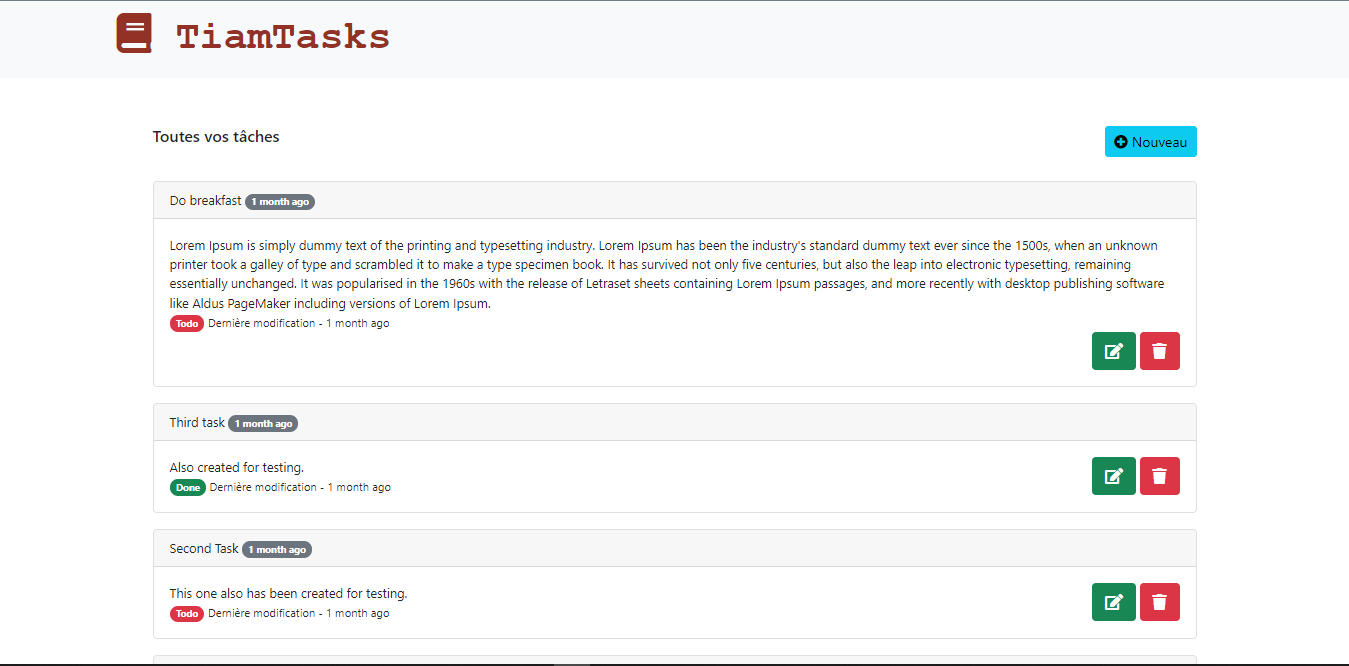 TiamTasks
Toutes vos tâches
Nouveau
Do breakfast 1 month ago
Lorem Ipsum is simply dummy text of the printing and typesetting industry. Lorem Ipsum has been the industry's standard dummy text ever since the 1500s, when an unknown
printer took a galley of type and scrambled it to make a type specimen book. It has survived not only five centuries, but also the leap into electronic typesetting, remaining
essentially unchanged. It was popularised in the 1960s with the release of Letraset sheets containing Lorem Ipsum passages, and more recently with desktop publishing software
like Aldus PageMaker including versions of Lorem Ipsum.
Todo Dernière modification - 1 month ago
Third task 1 month ago
Also created for testing.
Done Dernière modification - 1 month ago
Second Task 1 month ago
This one also has been created for testing.
Todo Dernière modification - 1 month ago